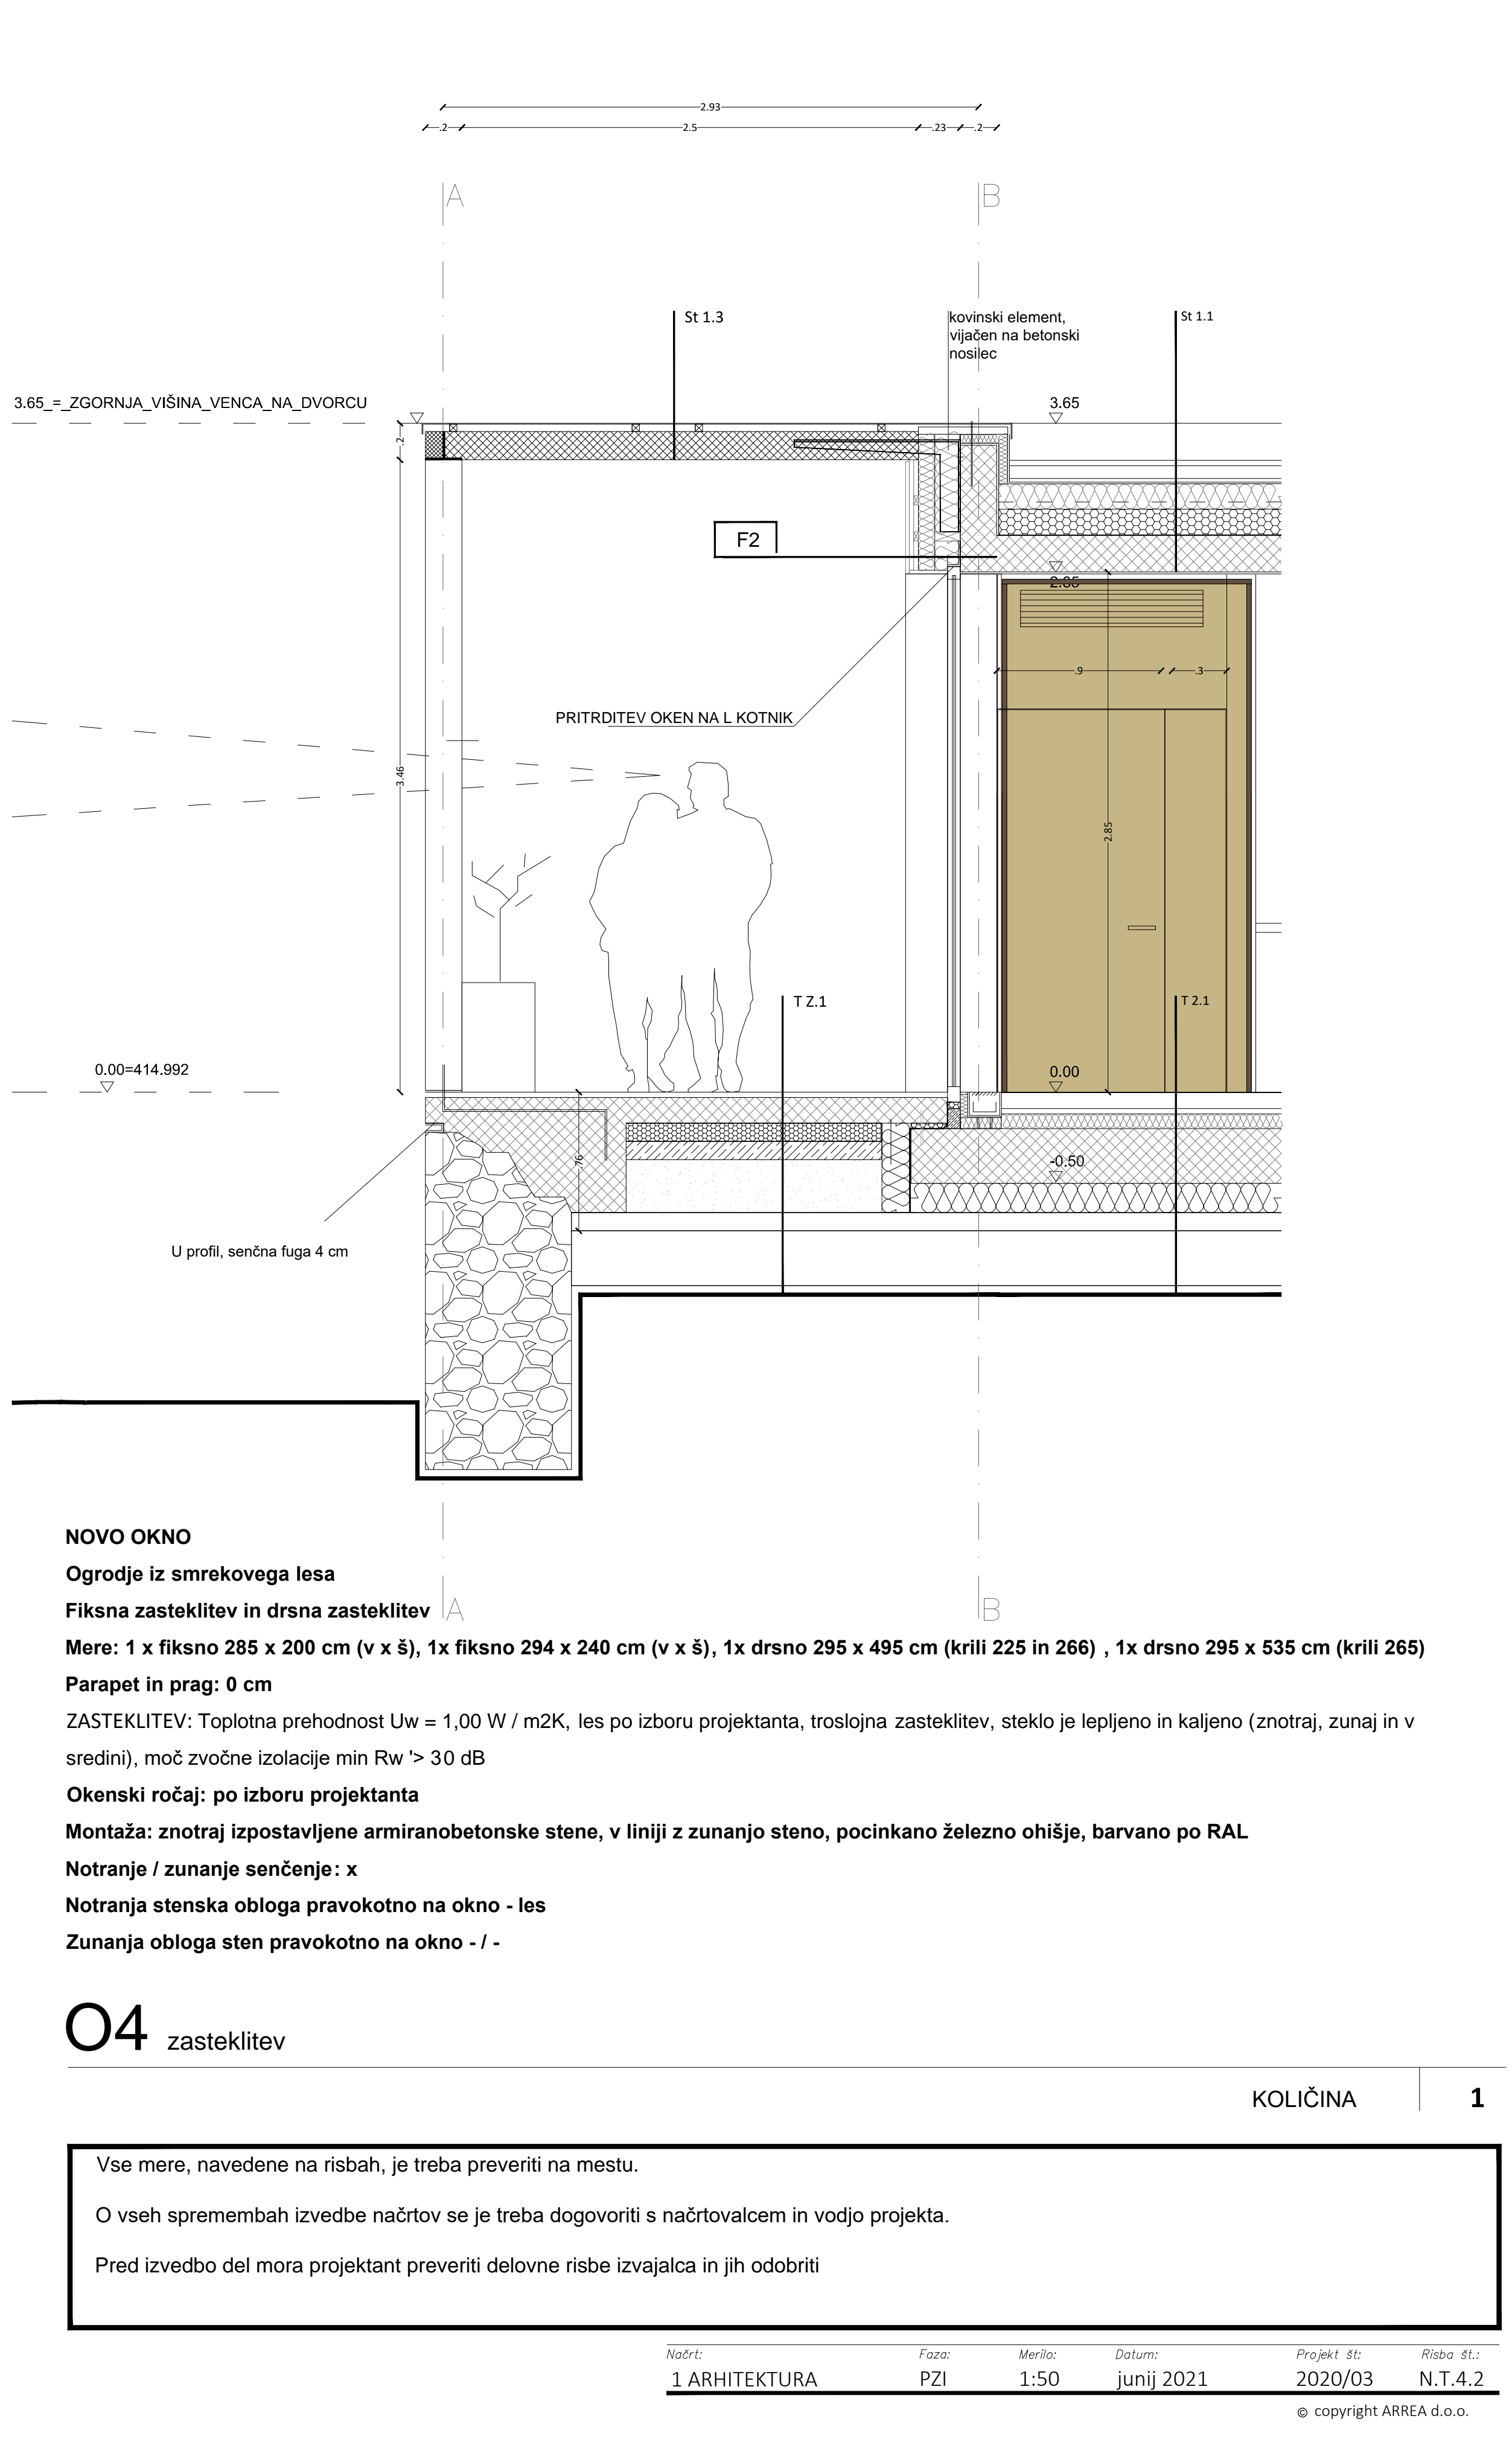 2.93
.2
2.5
.23
.2
A
B
St 1.3
kovinski element,
vijačen na betonski
nosilec
St 1.1
3.65_=_ZGORNJA_VIŠINA_VENCA_NA_DVORCU
3.65
.2
F2
2.85
.9
.3
PRITRDITEV OKEN NA L KOTNIK
3.46
2.85
T Z.1
T 2.1
0.00=414.992
0.00
.76
-0.50
U profil, senčna fuga 4 cm
NOVO OKNO
Ogrodje iz smrekovega lesa
Fiksna zasteklitev in drsna zasteklitev
A
B
Mere: 1 x fiksno 285 x 200 cm (v x š), 1x fiksno 294 x 240 cm (v x š), 1x drsno 295 x 495 cm (krili 225 in 266) , 1x drsno 295 x 535 cm (krili 265)
Parapet in prag: 0 cm
ZASTEKLITEV: Toplotna prehodnost Uw = 1,00 W / m2K, les po izboru projektanta, troslojna zasteklitev, steklo je lepljeno in kaljeno (znotraj, zunaj in v
sredini), moč zvočne izolacije min Rw '> 30 dB
Okenski ročaj: po izboru projektanta
Montaža: znotraj izpostavljene armiranobetonske stene, v liniji z zunanjo steno, pocinkano železno ohišje, barvano po RAL
Notranje / zunanje senčenje: x
Notranja stenska obloga pravokotno na okno - les
Zunanja obloga sten pravokotno na okno - / -
O4 zasteklitev
KOLIČINA 1
Vse mere, navedene na risbah, je treba preveriti na mestu.
O vseh spremembah izvedbe načrtov se je treba dogovoriti s načrtovalcem in vodjo projekta.
Pred izvedbo del mora projektant preveriti delovne risbe izvajalca in jih odobriti
Načrt: Faza: Merilo: Datum: Projekt št: Risba št.:
1 ARHITEKTURA PZI 1:50 junij 2021 2020/03 N.T.4.2
© copyright ARREA d.o.o.